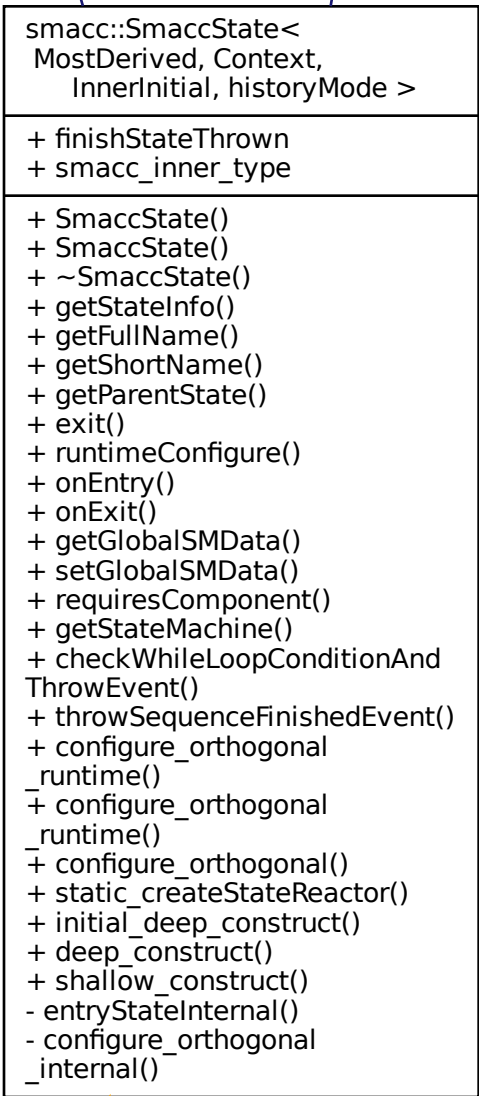 smacc::SmaccState<
MostDerived, Context,
InnerInitial, historyMode >
+ finishStateThrown
+ smacc_inner_type
+ SmaccState()
+ SmaccState()
+ ~SmaccState()
+ getStateInfo()
+ getFullName()
+ getShortName()
+ getParentState()
+ exit()
+ runtimeConfigure()
+ onEntry()
+ onExit()
+ getGlobalSMData()
+ setGlobalSMData()
+ requiresComponent()
+ getStateMachine()
+ checkWhileLoopConditionAnd
ThrowEvent()
+ throwSequenceFinishedEvent()
+ configure_orthogonal
_runtime()
+ configure_orthogonal
_runtime()
+ configure_orthogonal()
+ static_createStateReactor()
+ initial_deep_construct()
+ deep_construct()
+ shallow_construct()
- entryStateInternal()
- configure_orthogonal
_internal()